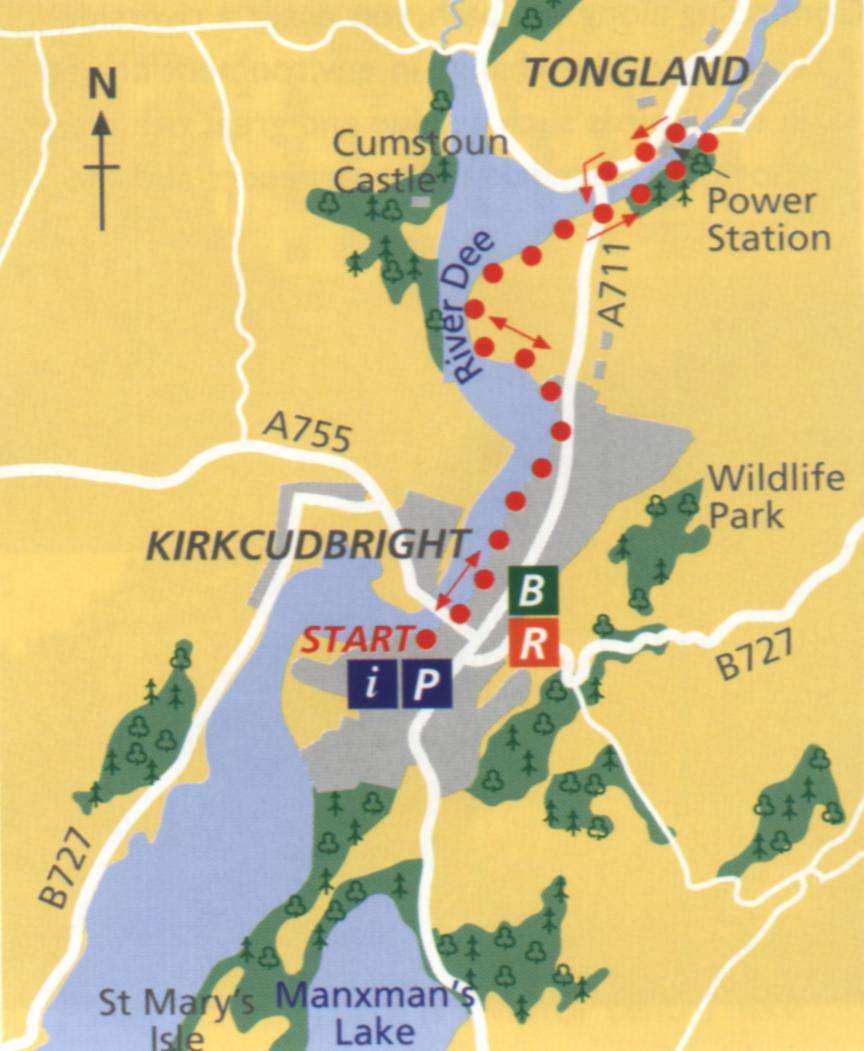 TONGLAND
N
Cumstoun
Castle
Power
Station
River Dee
A711
A755
Wildlife
Park
KIRKCUDBRIGHT
B
START
R
i P
B727
B727
St Mary's
Isle
Manxman's
Lake